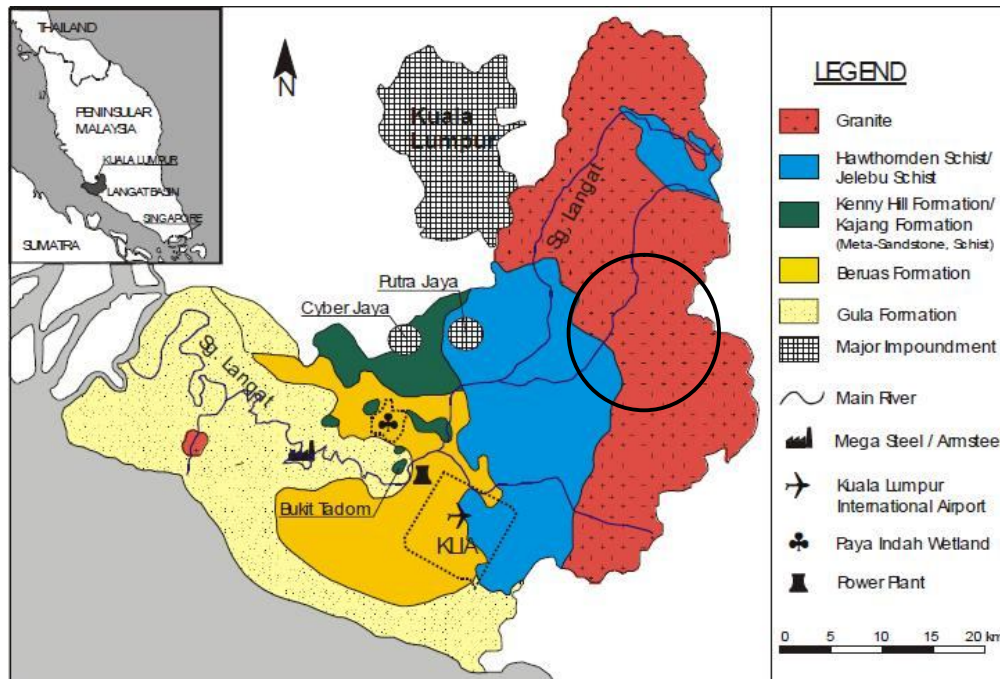 THAILAND
PENINSULAR
MALAYSIA
KUALA LUMPUR
LANGAT BASIN
SINGAPORE
SUMATRA
N
Kuala
Lumpur
Sg. Langat
Putra Jaya
Cyber Jaya
Sg. Langat
Bukit Tadom
KLIA
LEGEND
Granite
Hawthornden Schist/
Jelebu Schist
Kenny Hill Formation/
Kajang Formation
(Meta-Sandstone, Schist)
Beruas Formation
Gula Formation
Major Impoundment
Main River
Mega Steel / Amsteel
Kuala Lumpur
International Airport
Paya Indah Wetland
Power Plant
0 5 10 15 20 km